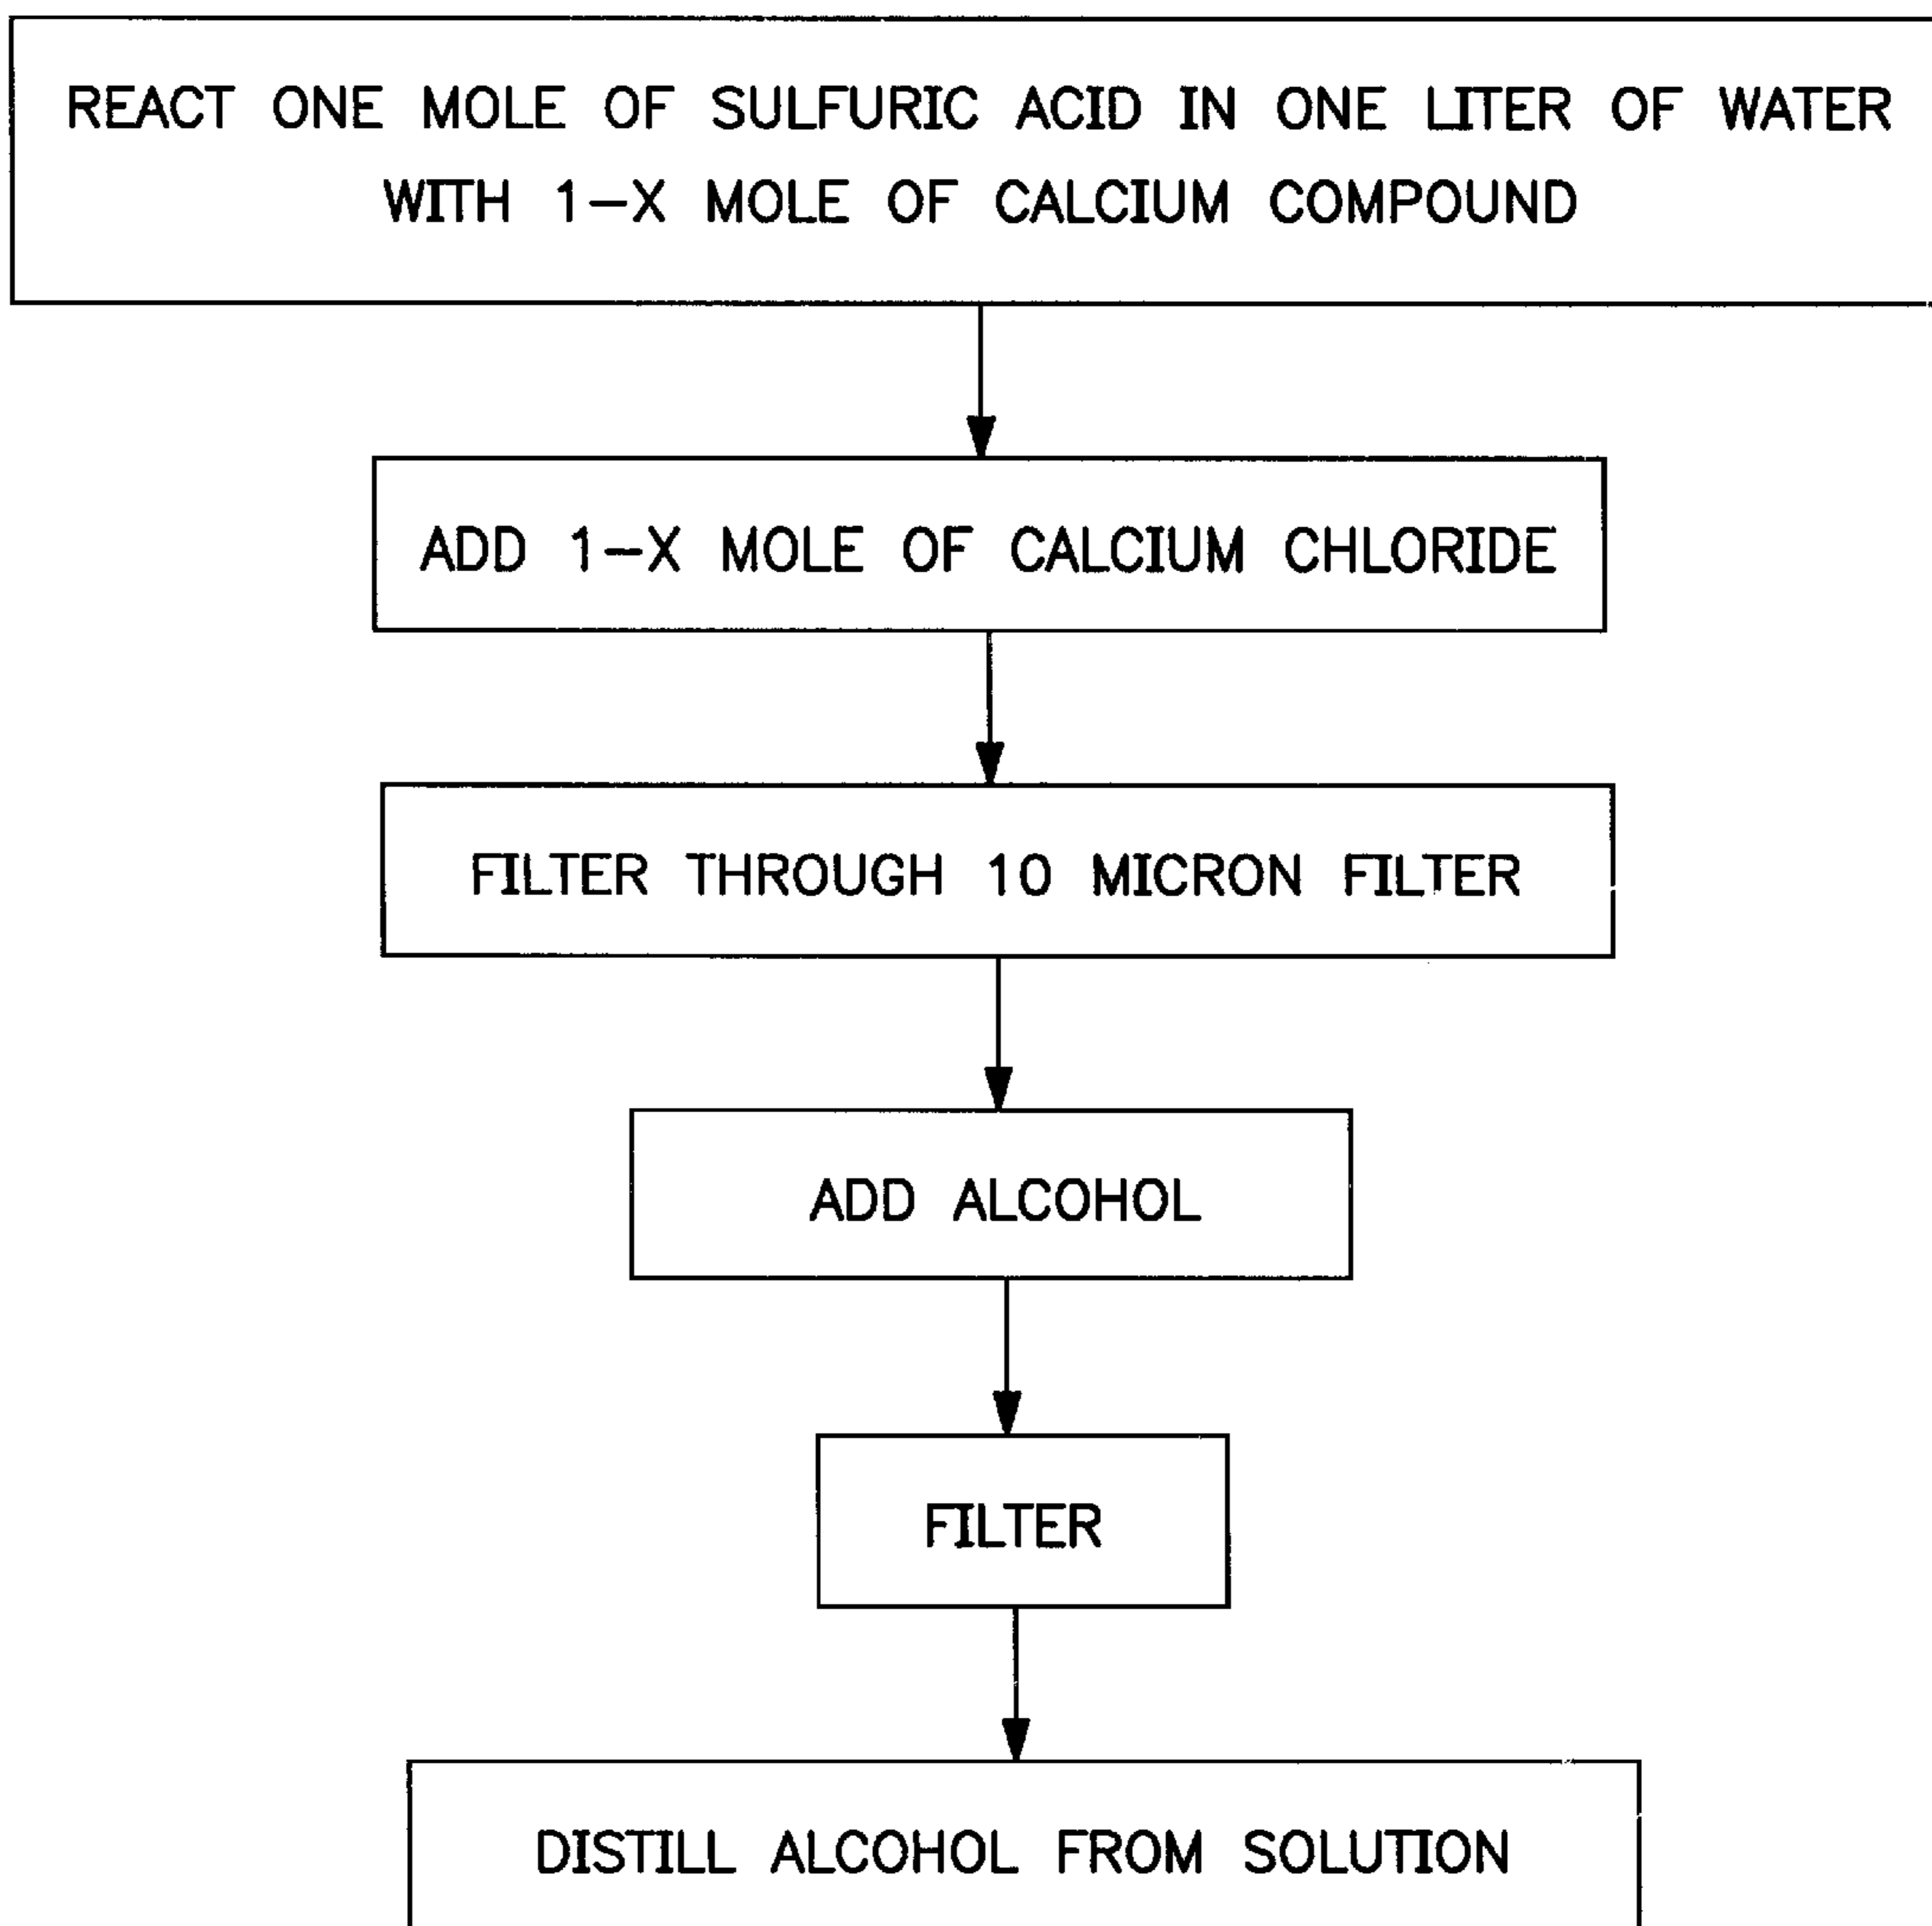 REACT ONE MOLE OF SULFURIC ACID IN ONE LITER OF WATER
WITH 1-X MOLE OF CALCIUM COMPOUND
ADD 1-X MOLE OF CALCIUM CHLORIDE
FILTER THROUGH 10 MICRON FILTER
ADD ALCOHOL
FILTER
DISTILL ALCOHOL FROM SOLUTION